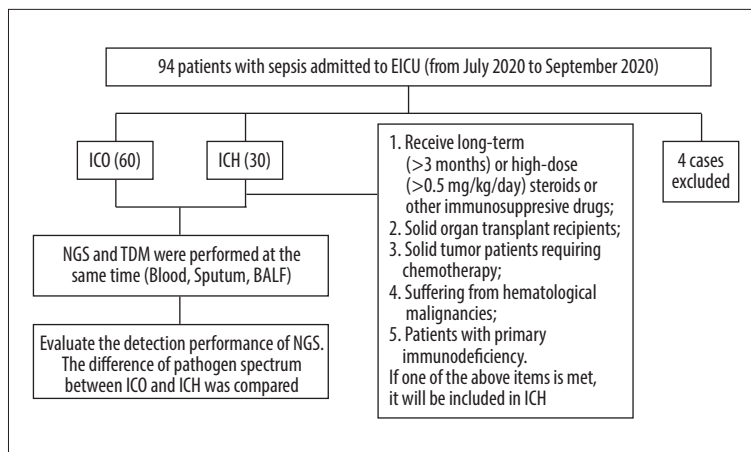 94 patients with sepsis admitted to EICU (from July 2020 to September 2020)
ICO (60)
ICH (30)
1. Receive long-term
(>3 months) or high-dose
(>0.5 mg/kg/day) steroids or
other immunosuppresive drugs;
2. Solid organ transplant recipients;
3. Solid tumor patients requiring
chemotherapy;
4. Suffering from hematological
malignancies;
5. Patients with primary
immunodeficiency.
If one of the above items is met,
it will be included in ICH
4 cases
excluded
NGS and TDM were performed at the
same time (Blood, Sputum, BALF)
Evaluate the detection performance of NGS.
The difference of pathogen spectrum
between ICO and ICH was compared